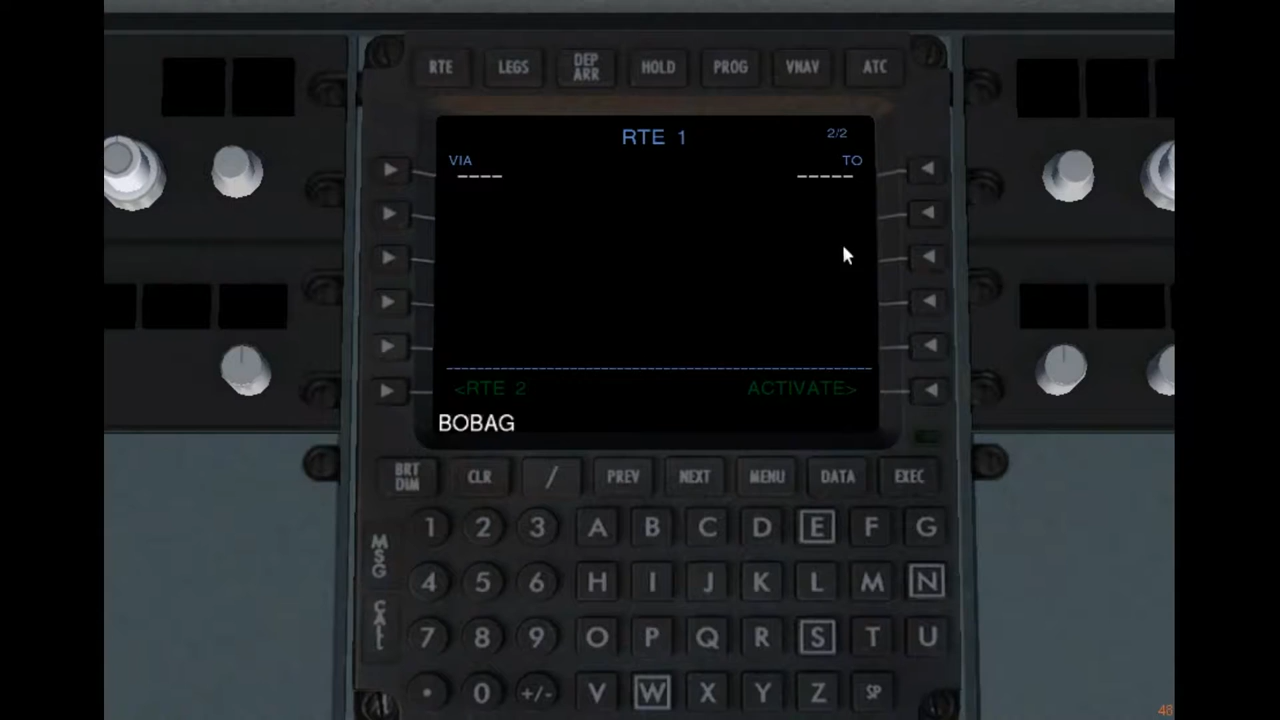 RTE LEGS DEP ARR HOLD PROG VNAV ATC
RTE 1 2/2
VIA TO
---- -----
<RTE 2 ACTIVATE>
BOBAG
BRT DIM CLR / PREV NEXT MENU DATA EXEC
MSG
CALL
1 2 3 A B C D E F G
4 5 6 H I J K L M N
7 8 9 O P Q R S T U
. 0 +/- V W X Y Z SP
48